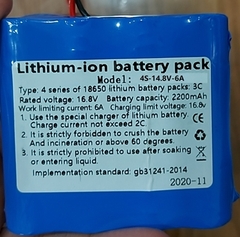 Lithium-ion battery pack
Model: 4S-14.8V-6A
Type: 4 series of 18650 lithium battery packs: 3C
Rated voltage: 16.8V Battery capacity: 2200mAh
Work limiting current: 6A Charging limit voltage: 16.8v
1. Use the special charger of lithium battery
Charge current not exceed 2C.
2. It is strictly forbidden to crush the battery
And incineration or above 60 degrees.
3. It is strictly prohibited to use after soaking
or entering liquid.
Implementation standard: gb31241-2014
2020-11
CE